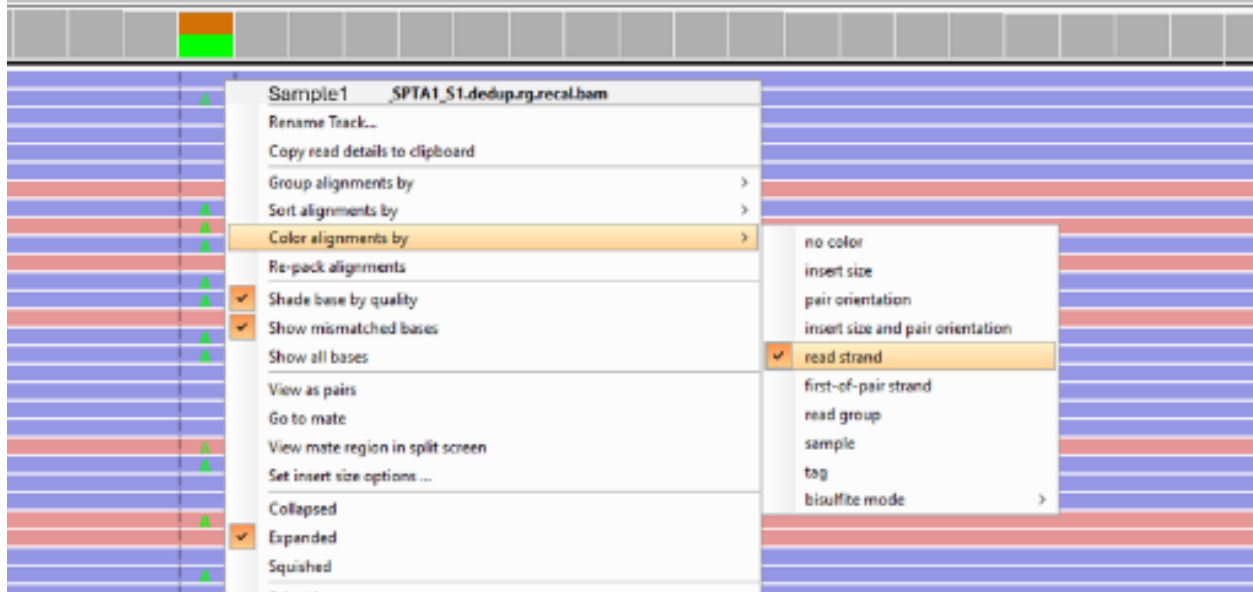 Sample1 _SPTA1_S1.dedup.rg.recal.bam
Rename Track...
Copy read details to clipboard
Group alignments by
Sort alignments by
Color alignments by
Re-pack alignments
Shade base by quality
Show mismatched bases
Show all bases
View as pairs
Go to mate
View mate region in split screen
Set insert size options ...
Collapsed
Expanded
Squished
no color
insert size
pair orientation
insert size and pair orientation
read strand
first-of-pair strand
read group
sample
tag
bisulfite mode
A
A
A
A
A
A
A
A
A
A
A
A